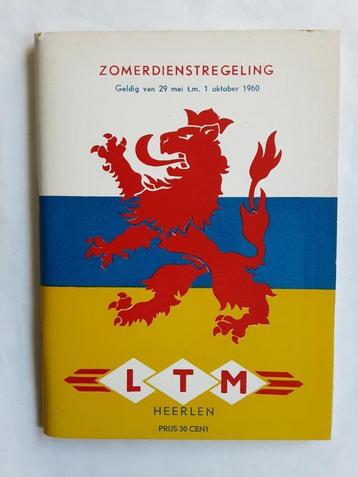 ZOMERDIENSTREGELING
Geldig van 29 mei t.m. 1 oktober 1960
LTM
HEERLEN
PRIJS 30 CENT